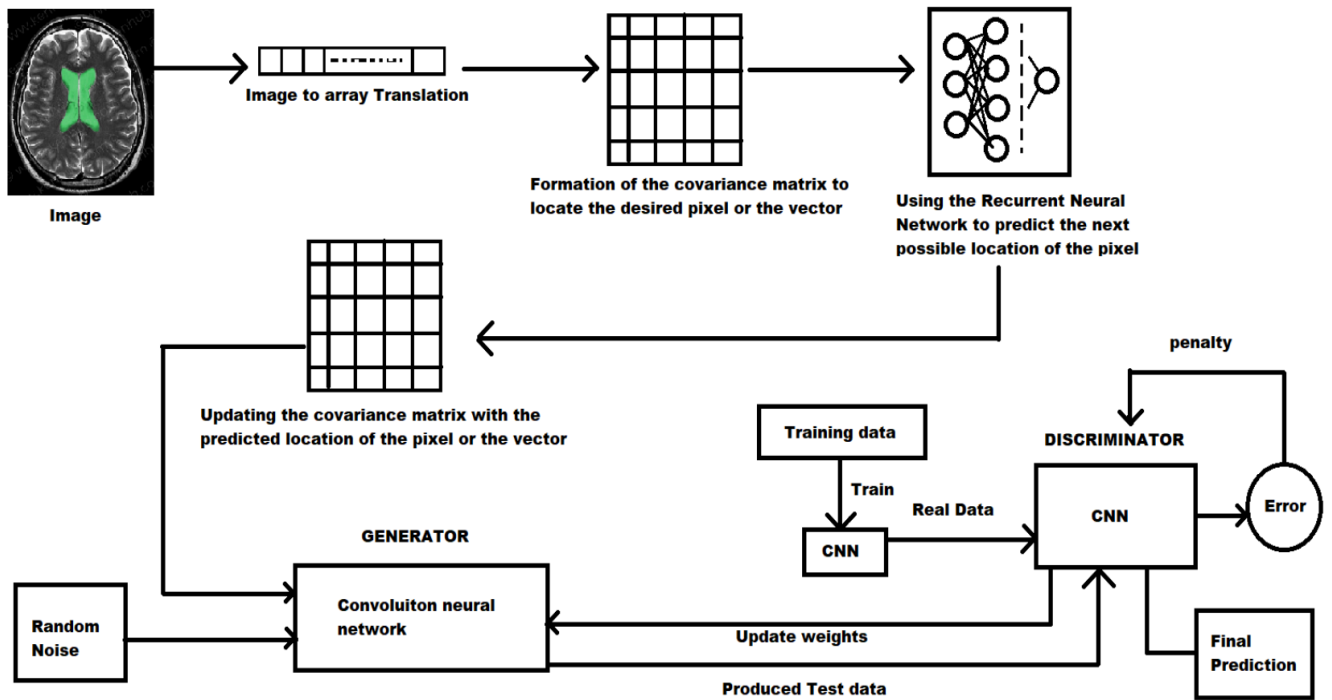 Image
Image to array Translation
Formation of the covariance matrix to
locate the desired pixel or the vector
Using the Recurrent Neural
Network to predict the next
possible location of the pixel
Updating the covariance matrix with the
predicted location of the pixel or the vector
Training data
Train
CNN
Real Data
DISCRIMINATOR
CNN
penalty
Error
GENERATOR
Convoluiton neural
network
Random
Noise
Update weights
Produced Test data
Final
Prediction